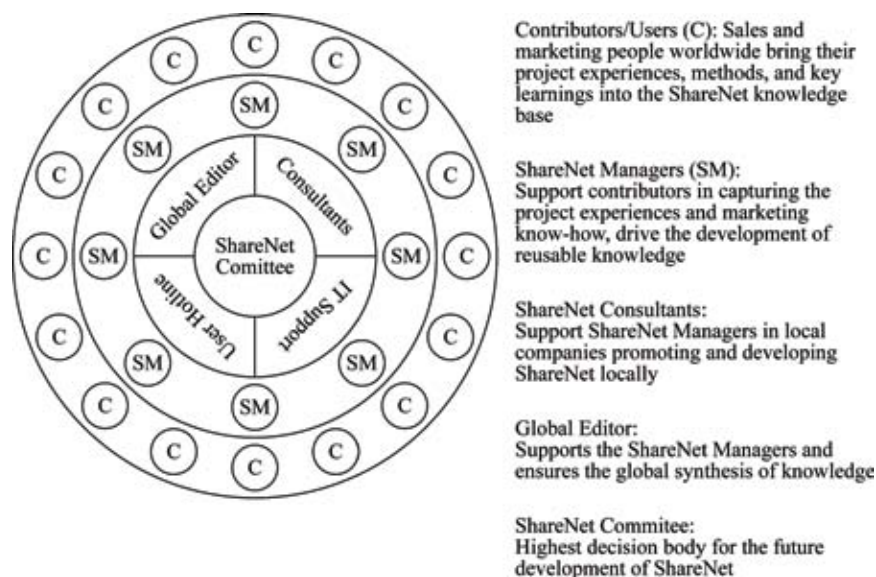 C
C C
C C
SM
SM SM
Global Editor
Consultants
C C
ShareNet
Comittee
C SM SM C
User Hotline
IT Support
C C
SM SM
C SM C
C C
C
Contributors/Users (C): Sales and
marketing people worldwide bring their
project experiences, methods, and key
learnings into the ShareNet knowledge
base
ShareNet Managers (SM):
Support contributors in capturing the
project experiences and marketing
know-how, drive the development of
reusable knowledge
ShareNet Consultants:
Support ShareNet Managers in local
companies promoting and developing
ShareNet locally
Global Editor:
Supports the ShareNet Managers and
ensures the global synthesis of knowledge
ShareNet Commitee:
Highest decision body for the future
development of ShareNet